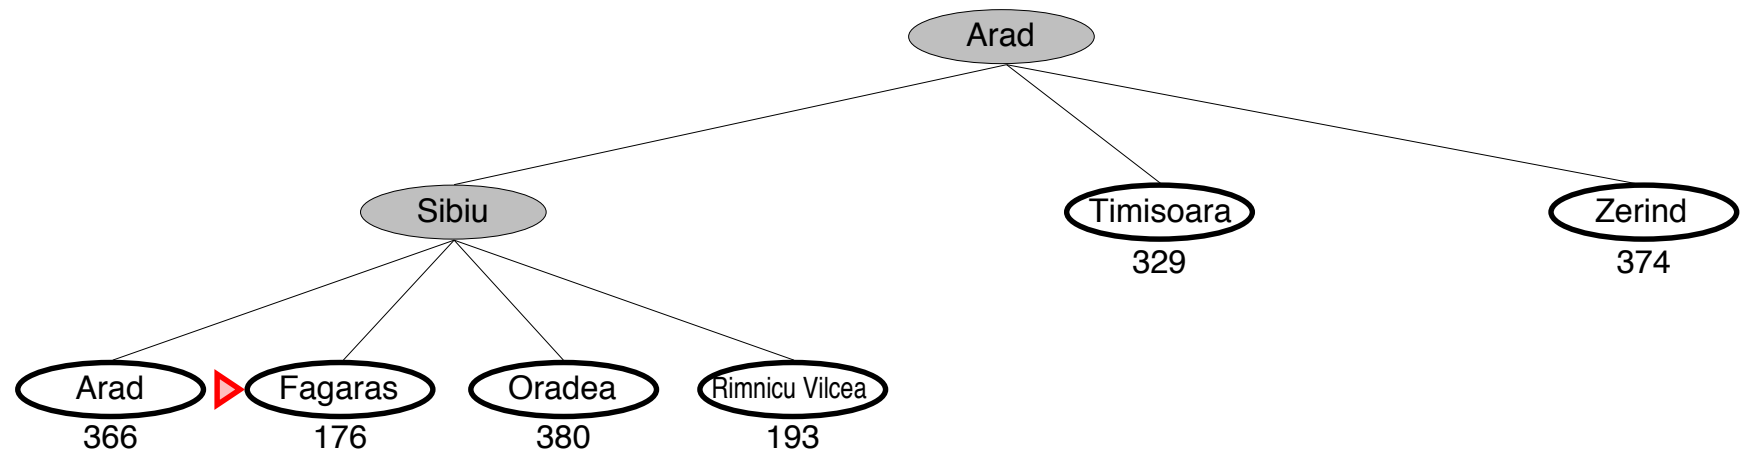 Arad
Sibiu
Timisoara
Zerind
329
374
Arad
Fagaras
Oradea
Rimnicu Vilcea
366
176
380
193